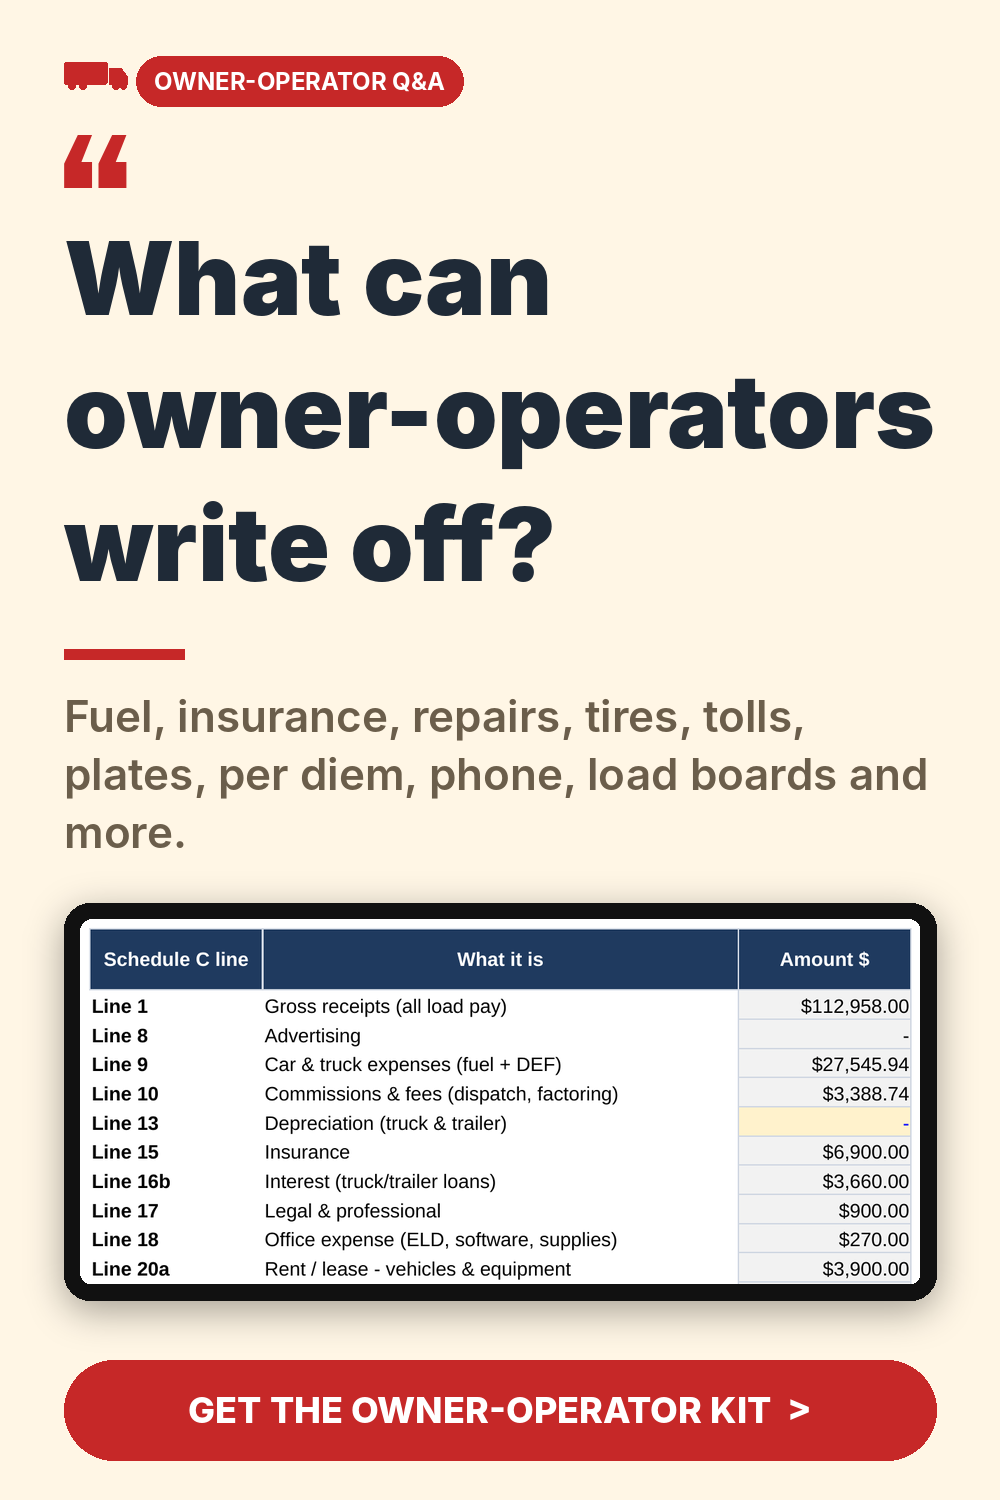 OWNER-OPERATOR Q&A
“
What can
owner-operators
write off?
Fuel, insurance, repairs, tires, tolls,
plates, per diem, phone, load boards and
more.
Schedule C line What it is Amount $
Line 1 Gross receipts (all load pay) $112,958.00
Line 8 Advertising -
Line 9 Car & truck expenses (fuel + DEF) $27,545.94
Line 10 Commissions & fees (dispatch, factoring) $3,388.74
Line 13 Depreciation (truck & trailer) -
Line 15 Insurance $6,900.00
Line 16b Interest (truck/trailer loans) $3,660.00
Line 17 Legal & professional $900.00
Line 18 Office expense (ELD, software, supplies) $270.00
Line 20a Rent / lease - vehicles & equipment $3,900.00
GET THE OWNER-OPERATOR KIT >